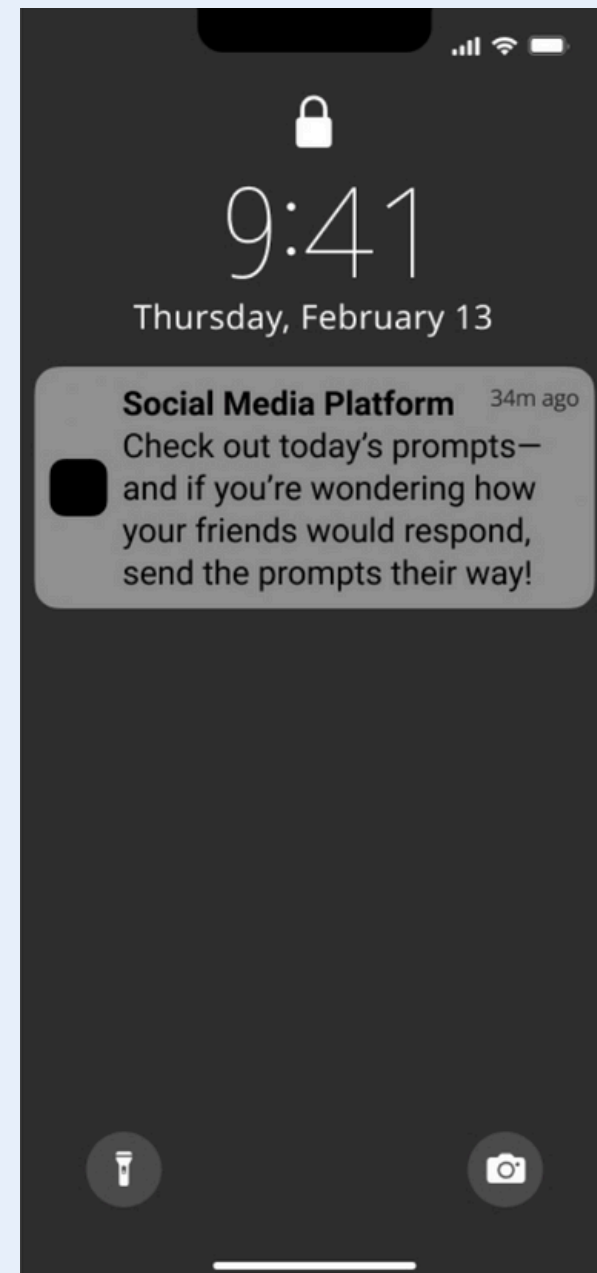 9:41
Thursday, February 13
Social Media Platform 34m ago
Check out today’s prompts—
and if you’re wondering how
your friends would respond,
send the prompts their way!